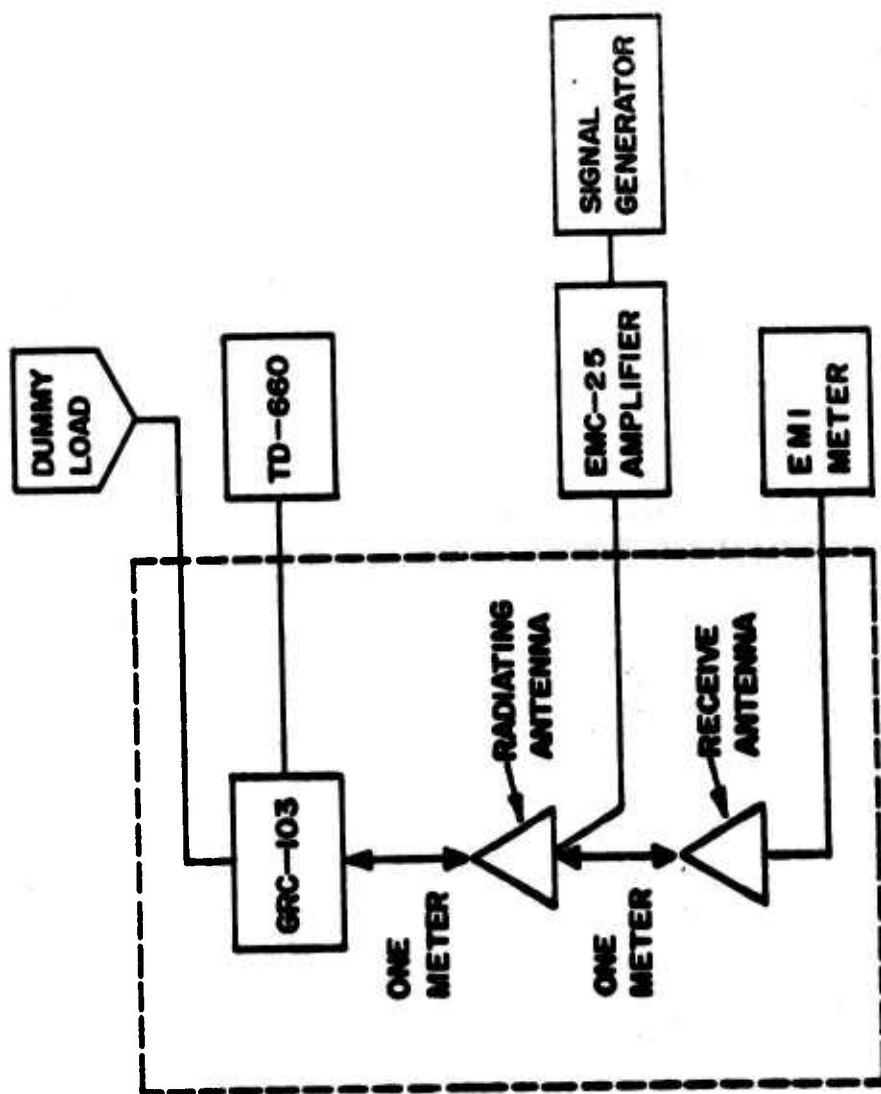 DUMMY
LOAD
TD-660
GRC-103
ONE
METER
RADIATING
ANTENNA
EMC-25
AMPLIFIER
SIGNAL
GENERATOR
ONE
METER
RECEIVE
ANTENNA
EMI
METER